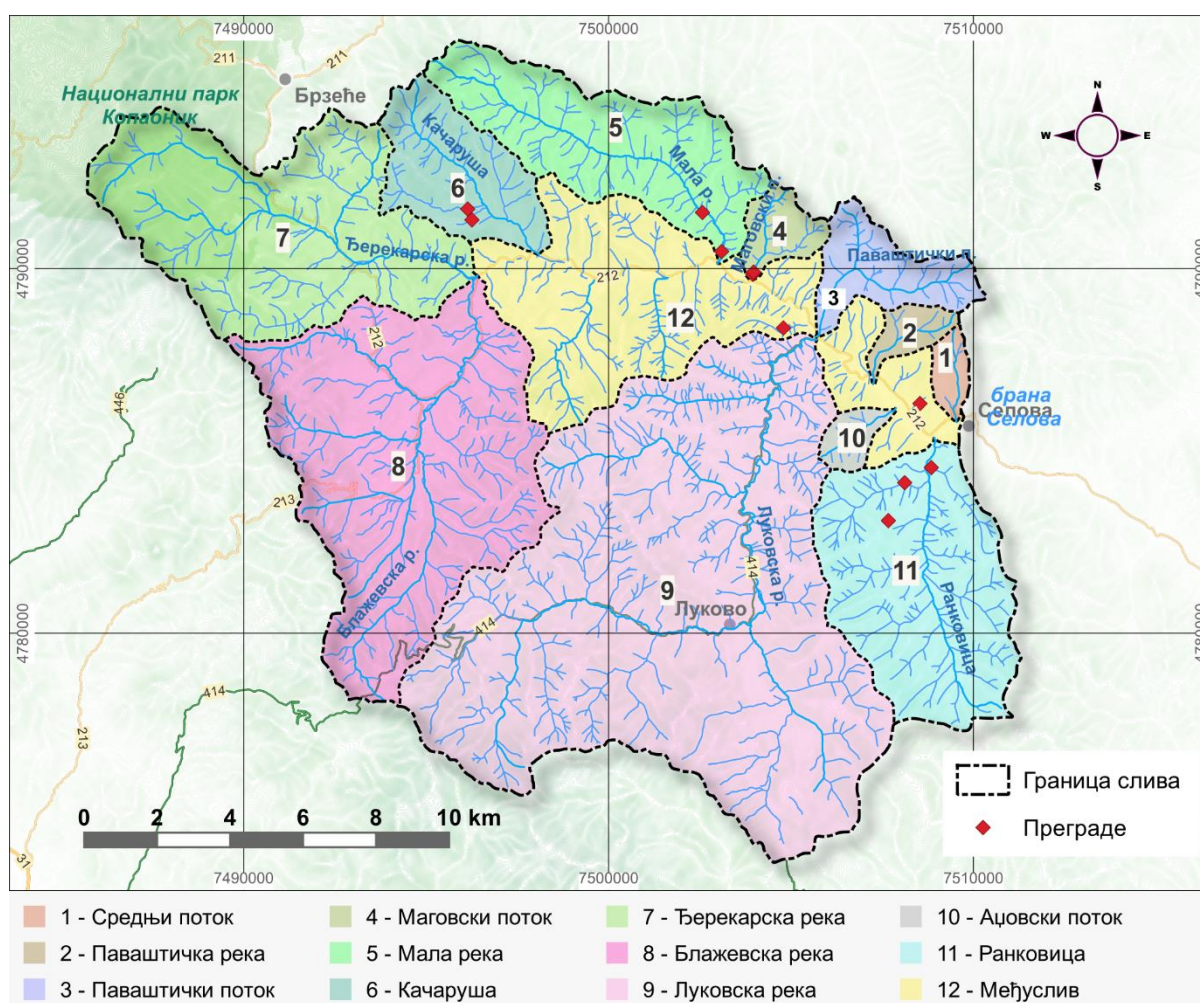 7490000
7500000
7510000
211
211
Брзеће
Национални парк
Копабник
N
W
E
S
5
Качаруша
Мала р.
6
4
7
Ђерекарска р.
Паваштички п.
4790000
212
3
12
2
1
212
брана
Селова
Селова
446
10
212
8
213
Луковска р.
414
11
9
Луково
Ранковица
Блажевска р.
414
4780000
414
213
31
0 2 4 6 8 10 km
Граница слива
Преграде
7490000
7500000
7510000
1 - Средњи поток
2 - Паваштичка река
3 - Паваштички поток
4 - Маговски поток
5 - Мала река
6 - Качаруша
7 - Ђерекарска река
8 - Блажевска река
9 - Луковска река
10 - Аџовски поток
11 - Ранковица
12 - Међуслив